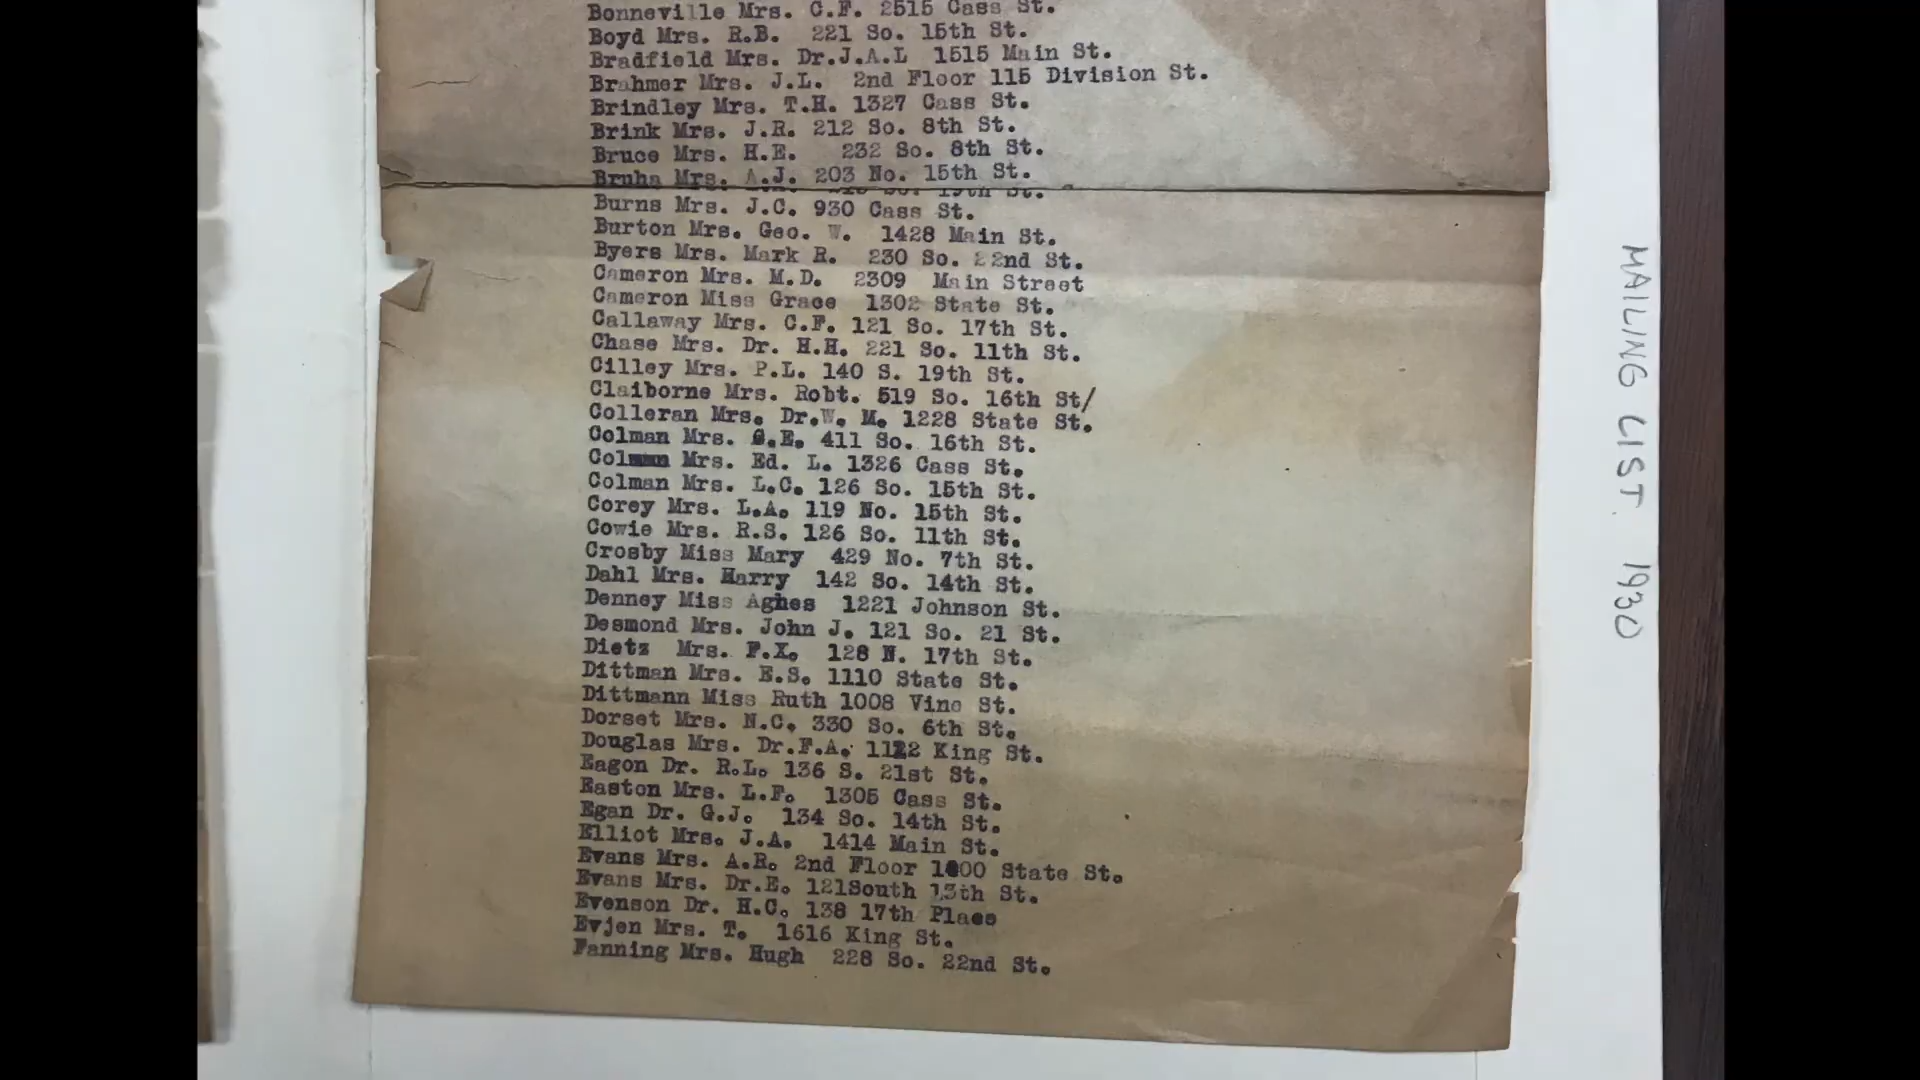 Bonneville Mrs. C.F. 2515 Cass St.
Boyd Mrs. R.B. 221 So. 15th St.
Bradfield Mrs. Dr.J.A.L 1515 Main St.
Brahmer Mrs. J.L. 2nd Floor 115 Division St.
Brindley Mrs. T.H. 1327 Cass St.
Brink Mrs. J.R. 212 So. 8th St.
Bruce Mrs. H.E. 232 So. 8th St.
Bruha Mrs. A.J. 203 No. 15th St.
Burns Mrs. J.C. 930 Cass St.
Burton Mrs. Geo. W. 1428 Main St.
Byers Mrs. Mark R. 230 So. 22nd St.
Cameron Mrs. M.D. 2309 Main Street
Cameron Miss Grace 1302 State St.
Callaway Mrs. C.F. 121 So. 17th St.
Chase Mrs. Dr. H.H. 221 So. 11th St.
Cilley Mrs. P.L. 140 S. 19th St.
Claiborne Mrs. Robt. 519 So. 16th St/
Colleran Mrs. Dr.W. M. 1228 State St.
Colman Mrs. 411 So. 16th St.
Colman Mrs. Ed. L. 1326 Cass St.
Colman Mrs. L.C. 126 So. 15th St.
Corey Mrs. L.A. 119 No. 15th St.
Cowie Mrs. R.S. 126 So. 11th St.
Crosby Miss Mary 429 No. 7th St.
Dahl Mrs. Harry 142 So. 14th St.
Denney Miss Aghes 1221 Johnson St.
Desmond Mrs. John J. 121 So. 21 St.
Dietz Mrs. F.X. 128 N. 17th St.
Dittman Mrs. E.S. 1110 State St.
Dittmann Miss Ruth 1008 Vine St.
Dorset Mrs. N.C. 330 So. 6th St.
Douglas Mrs. Dr.F.A. 1122 King St.
Eagon Dr. R.L. 136 S. 21st St.
Easton Mrs. L.F. 1305 Cass St.
Egan Dr. G.J. 134 So. 14th St.
Elliot Mrs. J.A. 1414 Main St.
Evans Mrs. A.R. 2nd Floor 1000 State St.
Evans Mrs. Dr.E. 121South 13th St.
Evenson Dr. H.C. 138 17th Place
Evjen Mrs. T. 1616 King St.
Fanning Mrs. Hugh 228 So. 22nd St.
MAILING LIST 1930